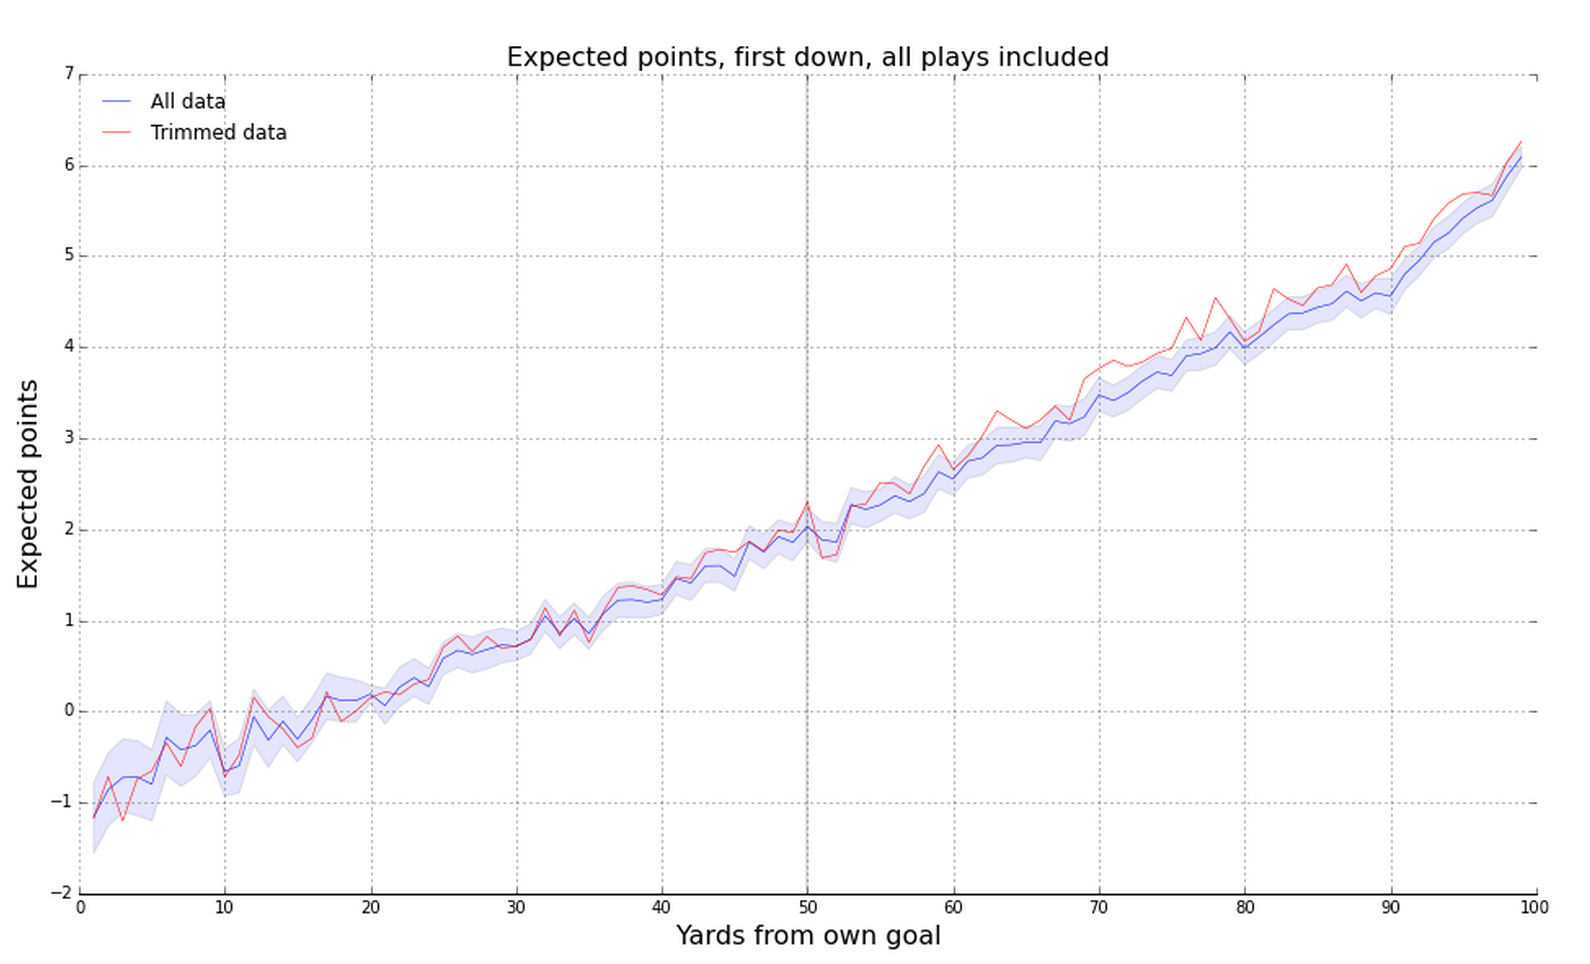 Expected points, first down, all plays included
7
All data
Trimmed data
6
5
4
3
2
1
0
−1
−2
Expected points
0 10 20 30 40 50 60 70 80 90 100
Yards from own goal